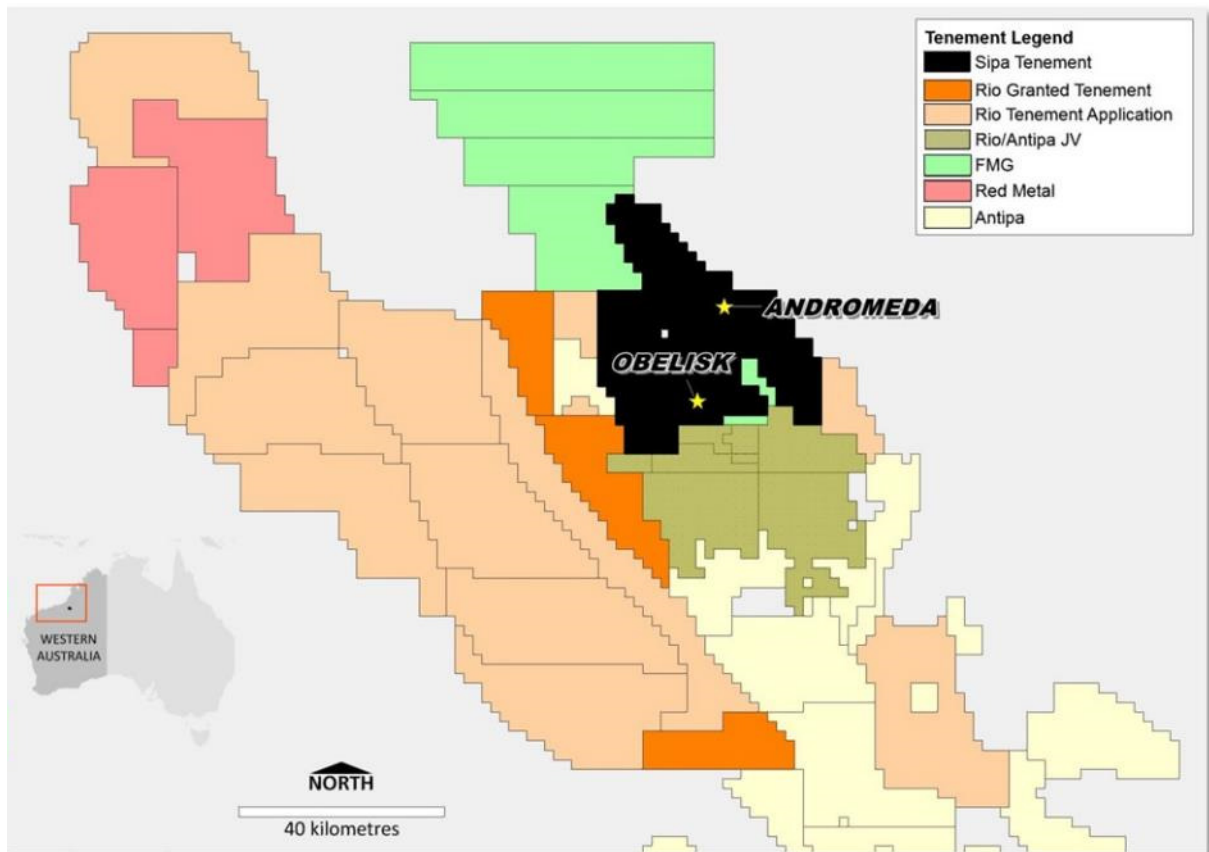 Tenement Legend
Sipa Tenement
Rio Granted Tenement
Rio Tenement Application
Rio/Antipa JV
FMG
Red Metal
Antipa
ANDROMEDA
OBELISK
WESTERN
AUSTRALIA
NORTH
40 kilometres